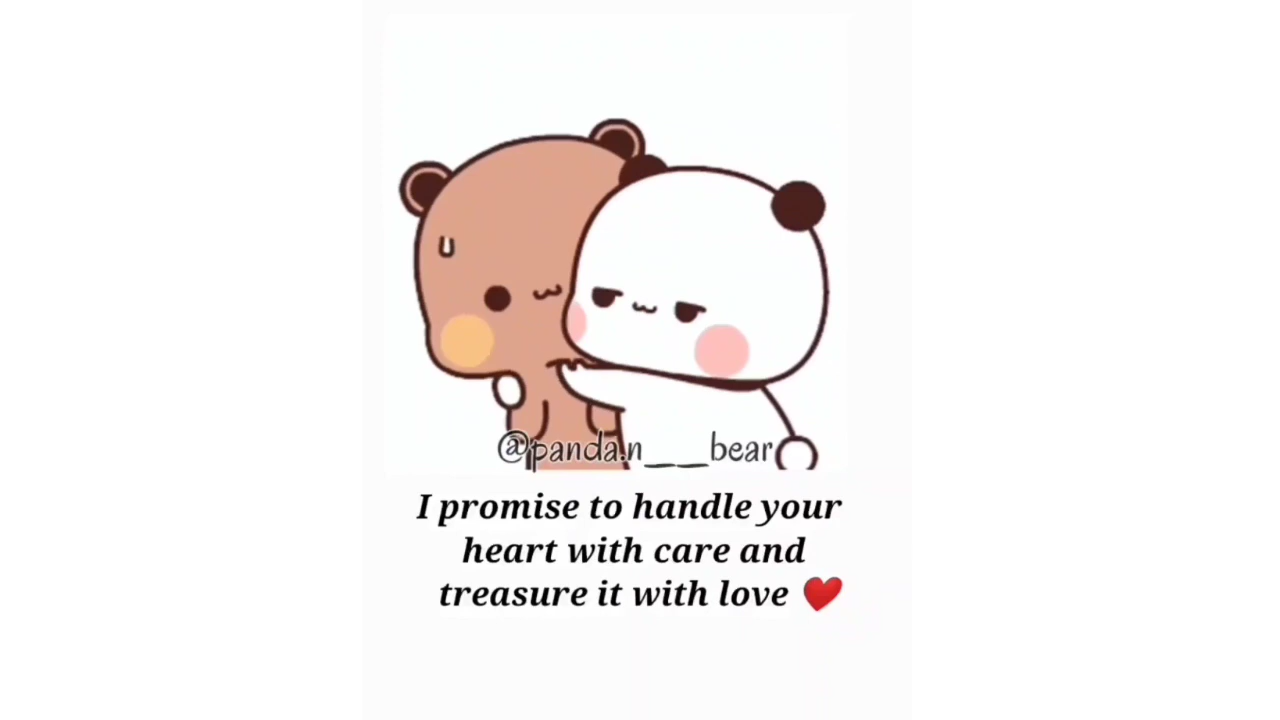 @panda.n___bear
I promise to handle your
heart with care and
treasure it with love ❤️